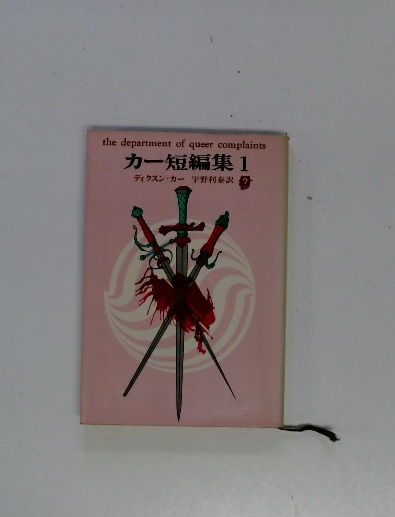 the department of queer complaints
カー短編集 1
ディクスン・カー 宇野利泰訳 ?